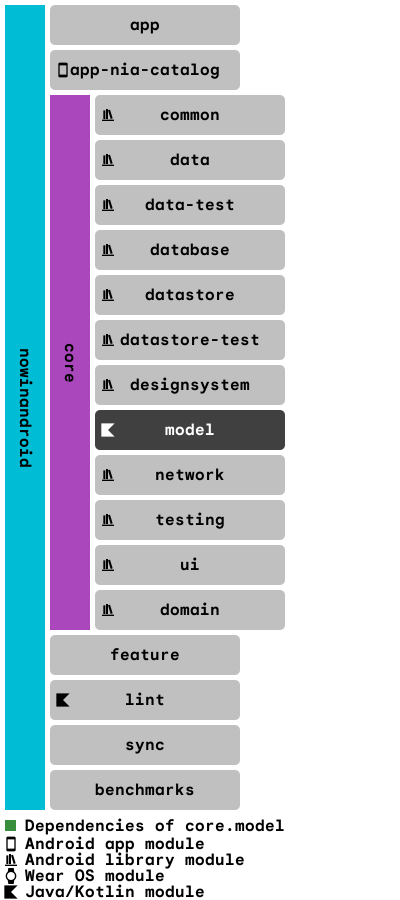 nowinandroid
app
app-nia-catalog
core
common
data
data-test
database
datastore
datastore-test
designsystem
model
network
testing
ui
domain
feature
lint
sync
benchmarks
Dependencies of core.model
Android app module
Android library module
Wear OS module
Java/Kotlin module